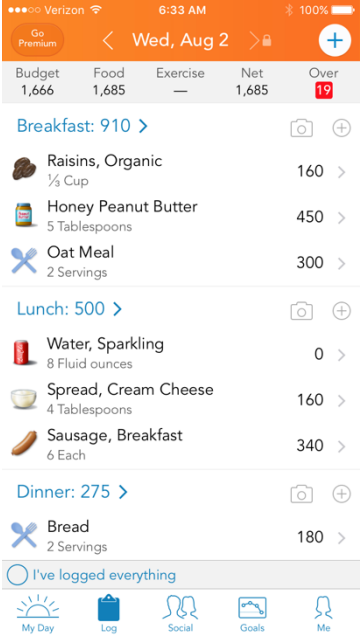 Verizon 6:33 AM 100%
Go
Premium
Wed, Aug 2
Budget Food Exercise Net Over
1,666 1,685 — 1,685 19
Breakfast: 910
Raisins, Organic
⅓ Cup
160
Honey Peanut Butter
5 Tablespoons
450
Oat Meal
2 Servings
300
Lunch: 500
Water, Sparkling
8 Fluid ounces
0
Spread, Cream Cheese
4 Tablespoons
160
Sausage, Breakfast
6 Each
340
Dinner: 275
Bread
2 Servings
180
I've logged everything
My Day Log Social Goals Me